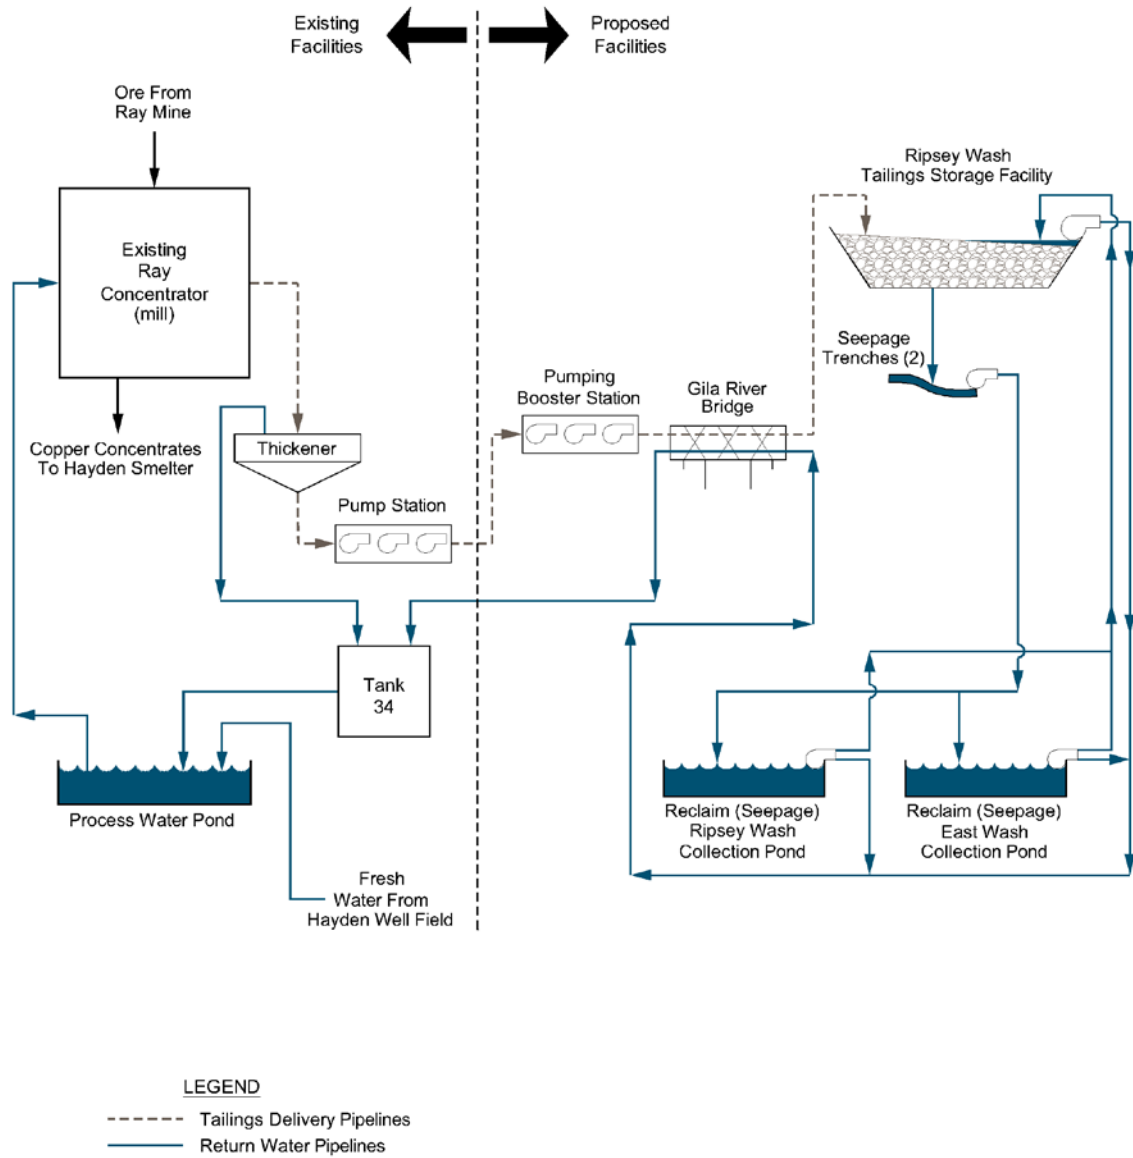 Existing
Facilities
Proposed
Facilities
Ore From
Ray Mine
Existing
Ray
Concentrator
(mill)
Copper Concentrates
To Hayden Smelter
Thickener
Pump Station
Pumping
Booster Station
Gila River
Bridge
Ripsey Wash
Tailings Storage Facility
Seepage
Trenches (2)
Tank
34
Process Water Pond
Fresh
Water From
Hayden Well Field
Reclaim (Seepage)
Ripsey Wash
Collection Pond
Reclaim (Seepage)
East Wash
Collection Pond
LEGEND
Tailings Delivery Pipelines
Return Water Pipelines